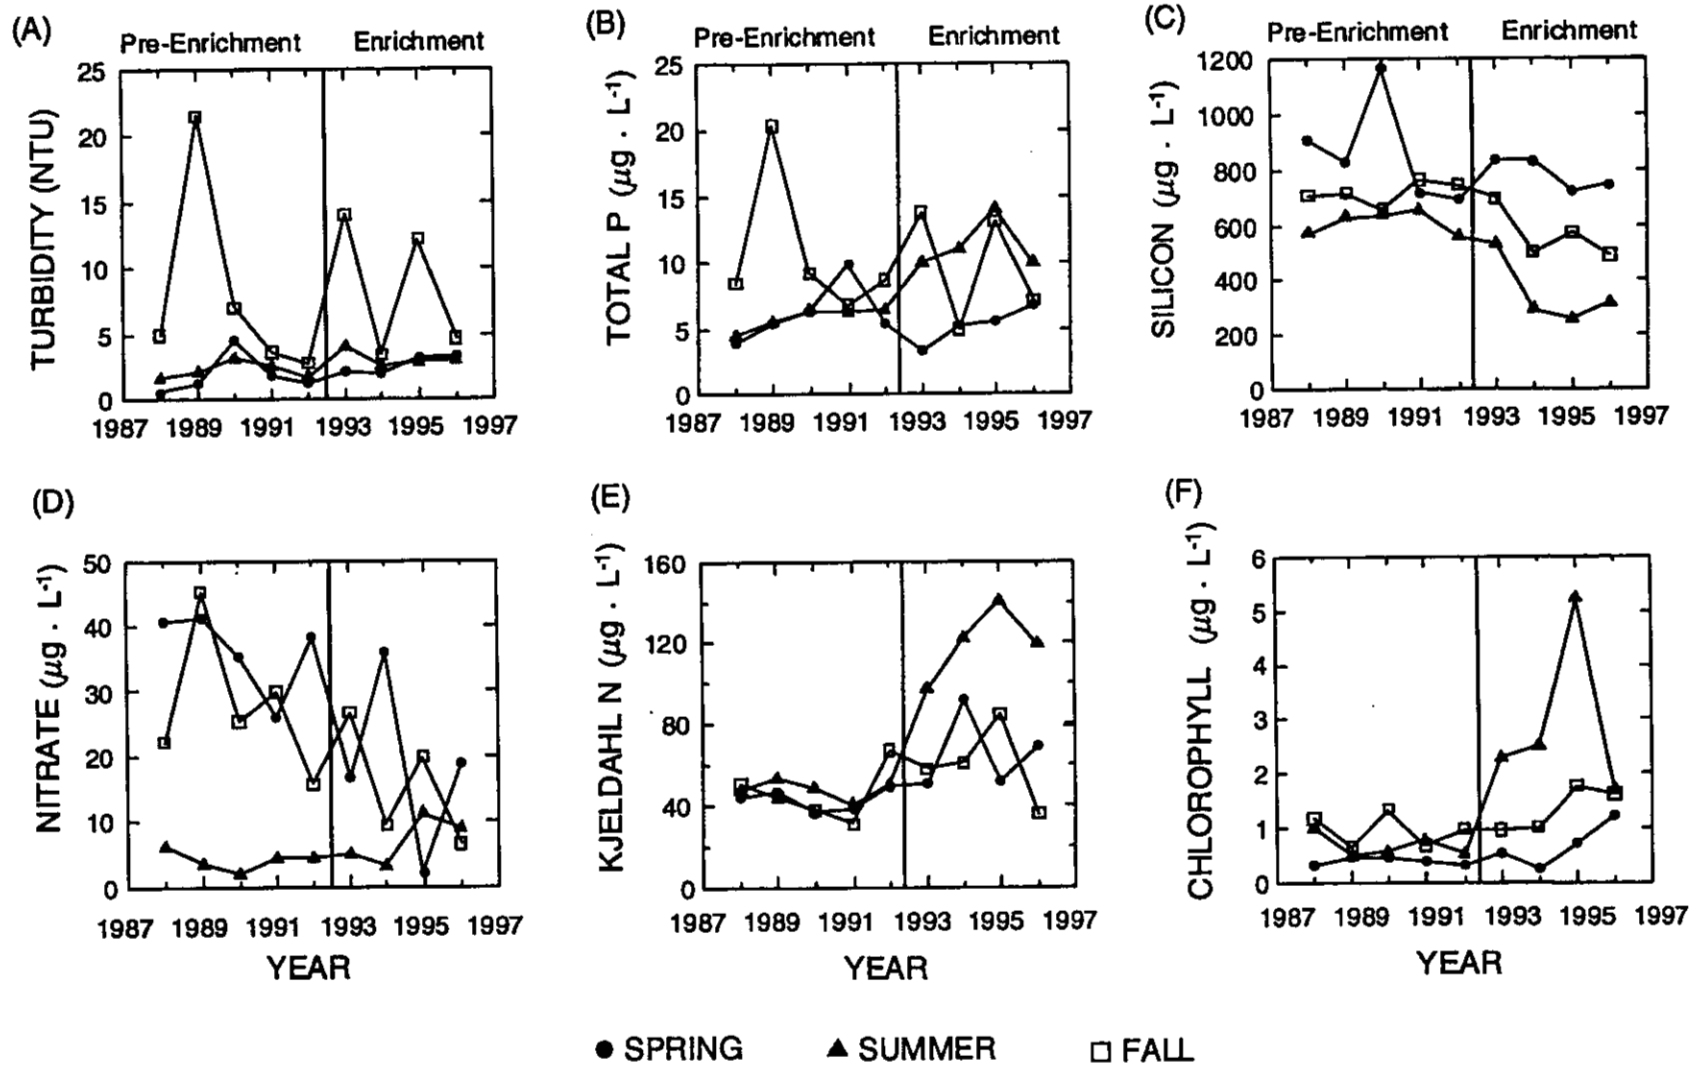 (A)
Pre-Enrichment Enrichment
25
20
15
10
5
0
TURBIDITY (NTU)
1987 1989 1991 1993 1995 1997
(B)
Pre-Enrichment Enrichment
25
20
15
10
5
0
TOTAL P (µg · L-1)
1987 1989 1991 1993 1995 1997
(C)
Pre-Enrichment Enrichment
1200
1000
800
600
400
200
0
SILICON (µg · L-1)
1987 1989 1991 1993 1995 1997
(D)
50
40
30
20
10
0
NITRATE (µg · L-1)
1987 1989 1991 1993 1995 1997
YEAR
(E)
160
120
80
40
0
KJELDAHL N (µg · L-1)
1987 1989 1991 1993 1995 1997
YEAR
(F)
6
5
4
3
2
1
0
CHLOROPHYLL (µg · L-1)
1987 1989 1991 1993 1995 1997
YEAR
SPRING SUMMER FALL